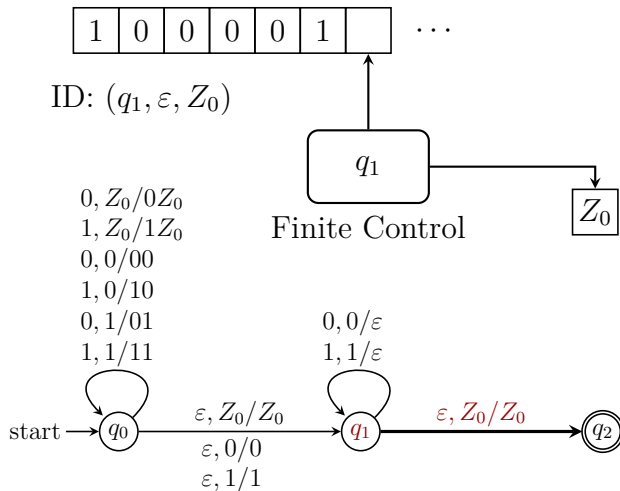 1 0 0 0 0 1 ⋯
ID: (q₁, ε, Z₀)
q₁
Finite Control
Z₀
0, Z₀/0Z₀
1, Z₀/1Z₀
0, 0/00
1, 0/10
0, 1/01
1, 1/11
0, 0/ε
1, 1/ε
start q₀ ε, Z₀/Z₀ q₁ ε, Z₀/Z₀ q₂
ε, 0/0
ε, 1/1